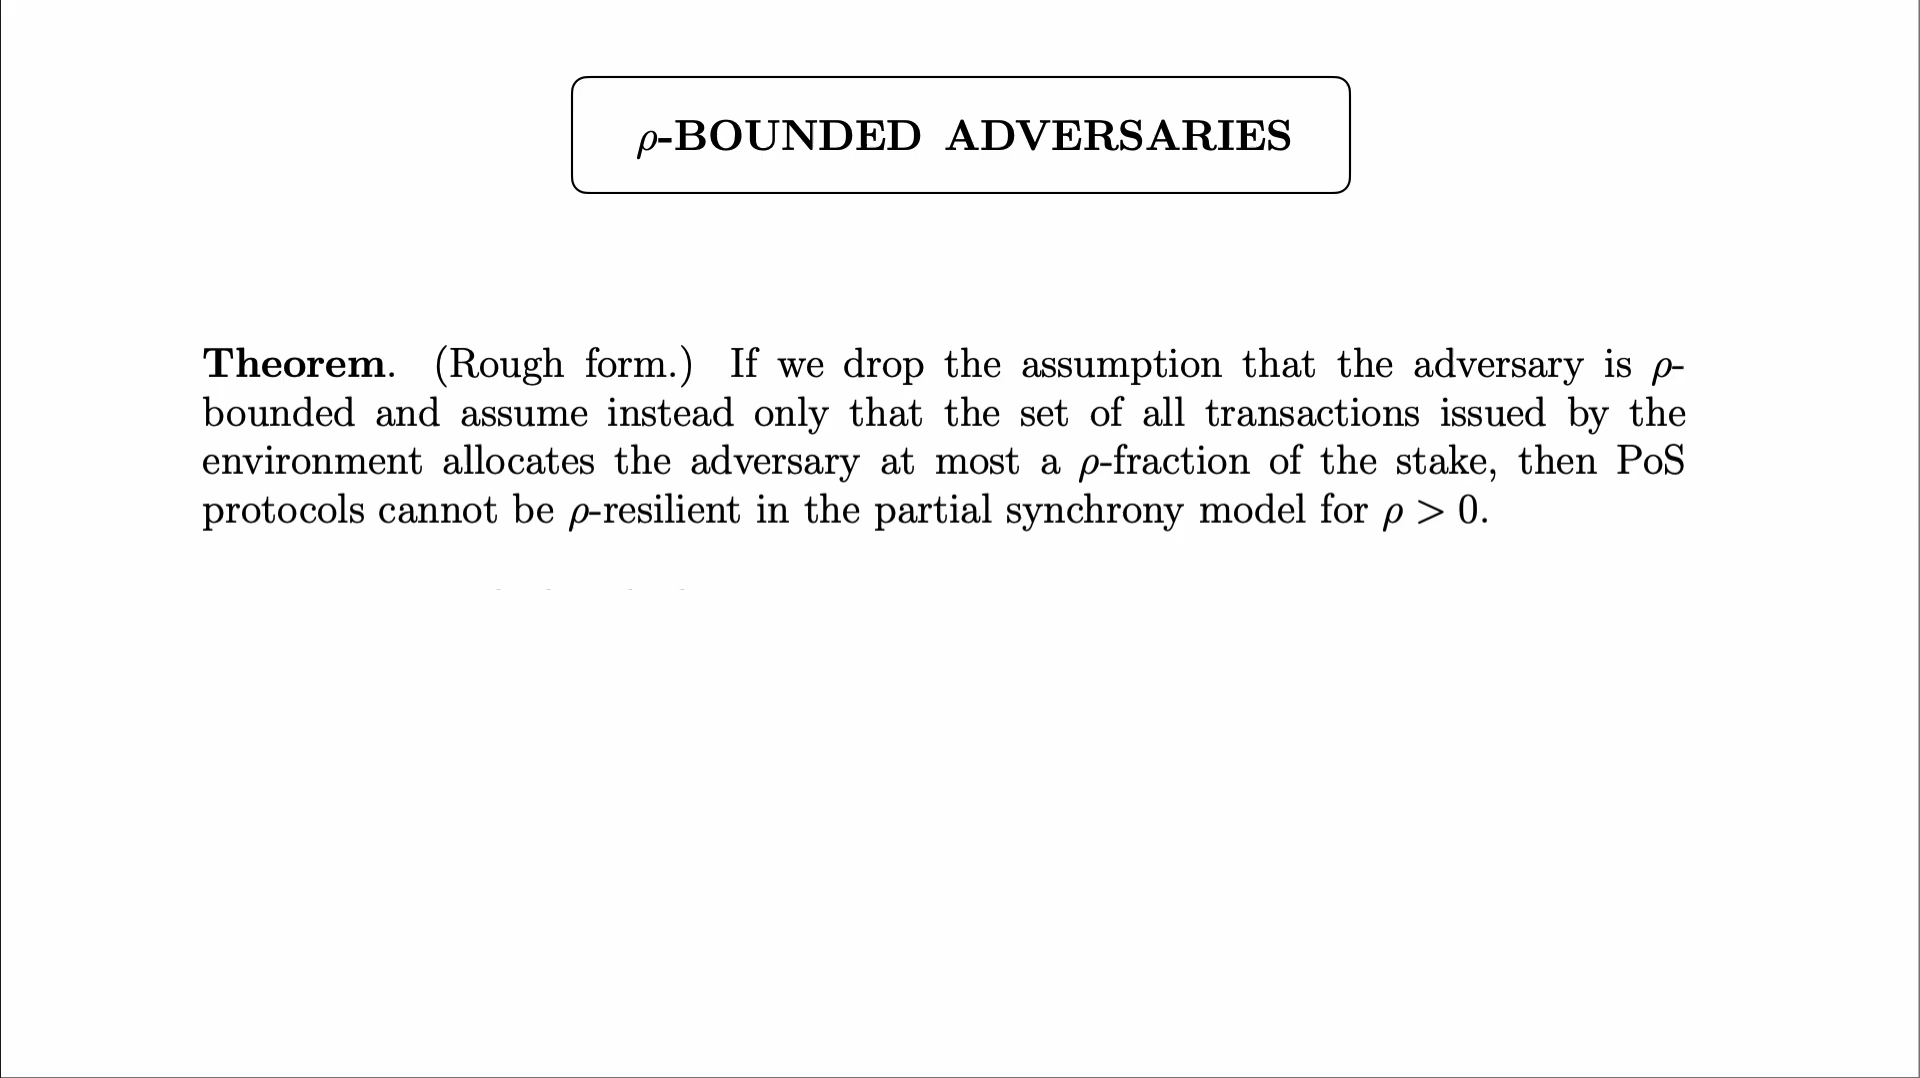 ρ-BOUNDED ADVERSARIES
Theorem. (Rough form.) If we drop the assumption that the adversary is ρ-
bounded and assume instead only that the set of all transactions issued by the
environment allocates the adversary at most a ρ-fraction of the stake, then PoS
protocols cannot be ρ-resilient in the partial synchrony model for ρ > 0.